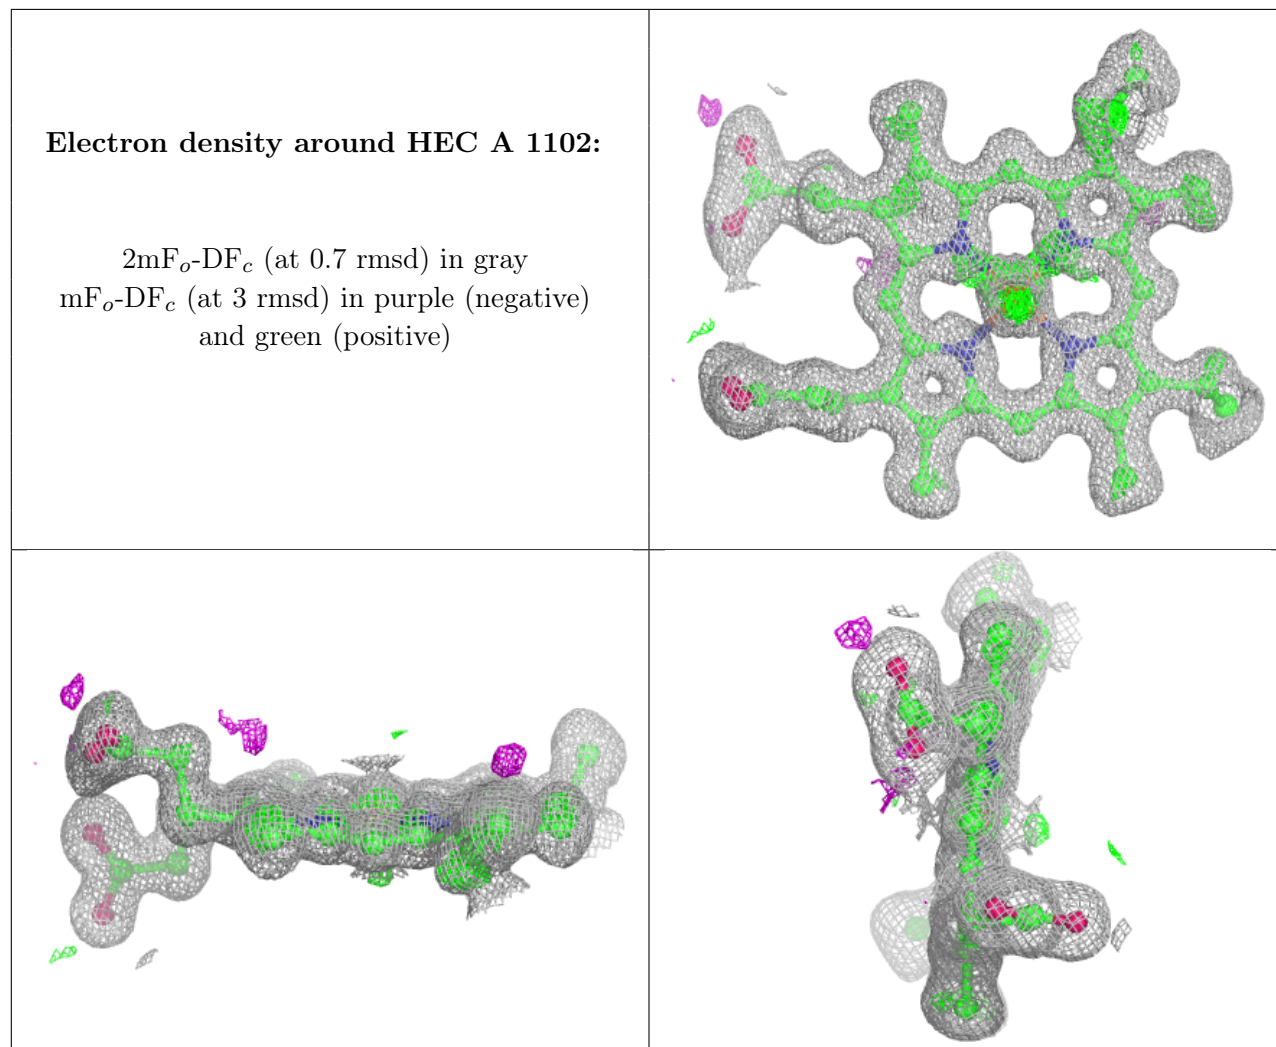 Electron density around HEC A 1102:
2mFo-DFc (at 0.7 rmsd) in gray
mFo-DFc (at 3 rmsd) in purple (negative)
and green (positive)